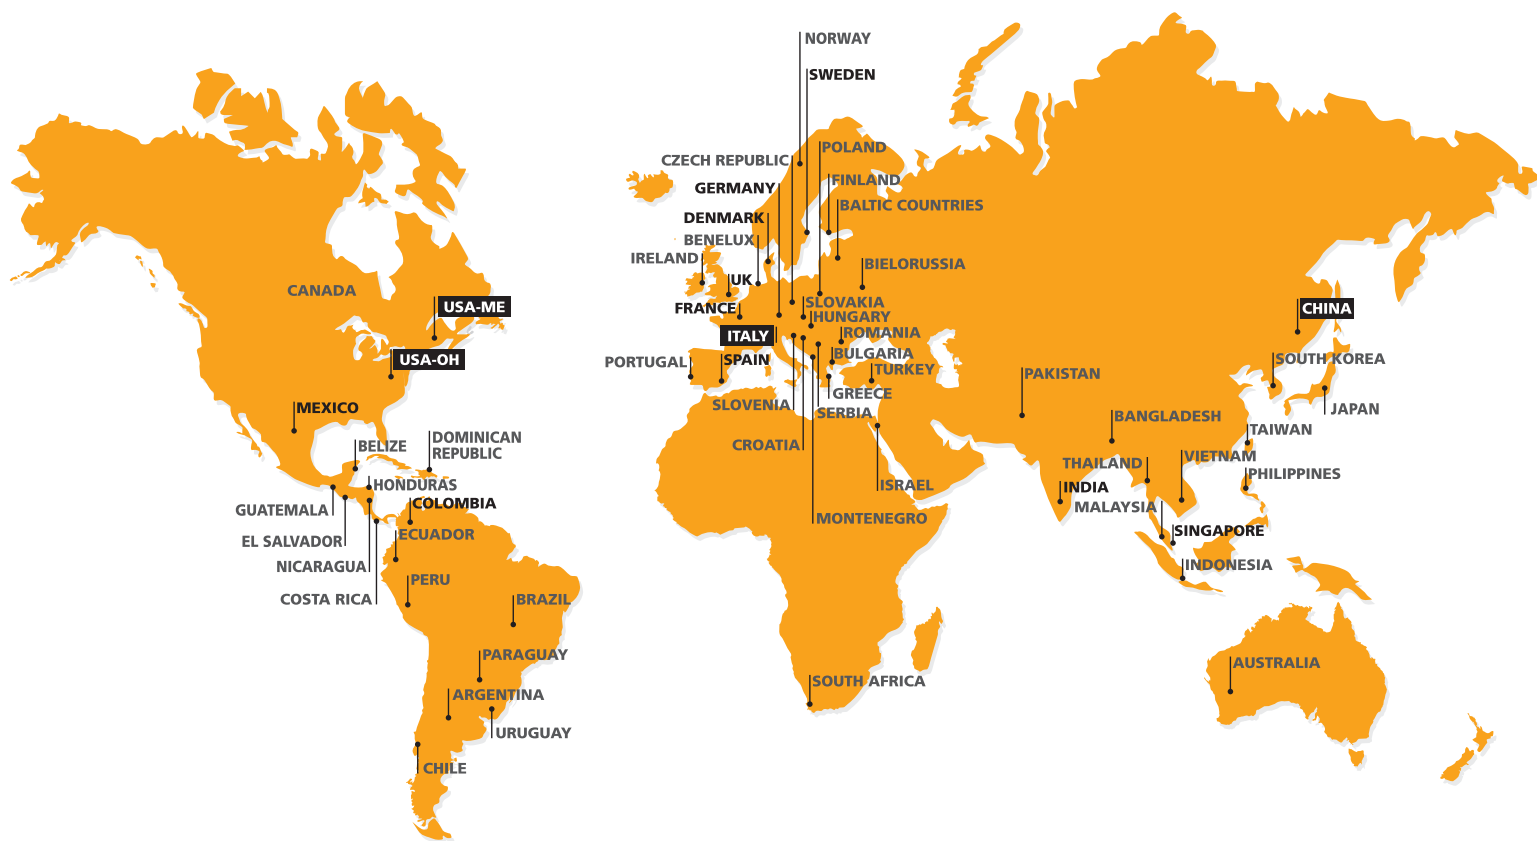 NORWAY
SWEDEN
POLAND
CZECH REPUBLIC
FINLAND
GERMANY
BALTIC COUNTRIES
DENMARK
BENELUX
IRELAND
BIELORUSSIA
UK
CANADA
SLOVAKIA
USA-ME
FRANCE
CHINA
HUNGARY
ROMANIA
ITALY
BULGARIA
USA-OH
SPAIN
PORTUGAL
SOUTH KOREA
TURKEY
PAKISTAN
GREECE
SLOVENIA
MEXICO
JAPAN
SERBIA
BANGLADESH
TAIWAN
DOMINICAN
REPUBLIC
BELIZE
CROATIA
VIETNAM
THAILAND
PHILIPPINES
HONDURAS
ISRAEL
INDIA
COLOMBIA
MALAYSIA
GUATEMALA
MONTENEGRO
SINGAPORE
ECUADOR
EL SALVADOR
INDONESIA
NICARAGUA
PERU
COSTA RICA
BRAZIL
PARAGUAY
AUSTRALIA
SOUTH AFRICA
ARGENTINA
URUGUAY
CHILE